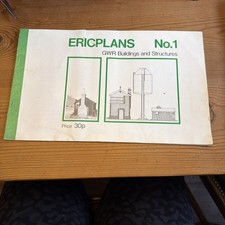 ERICPLANS No.1
GWR Buildings and Structures
Price 30p